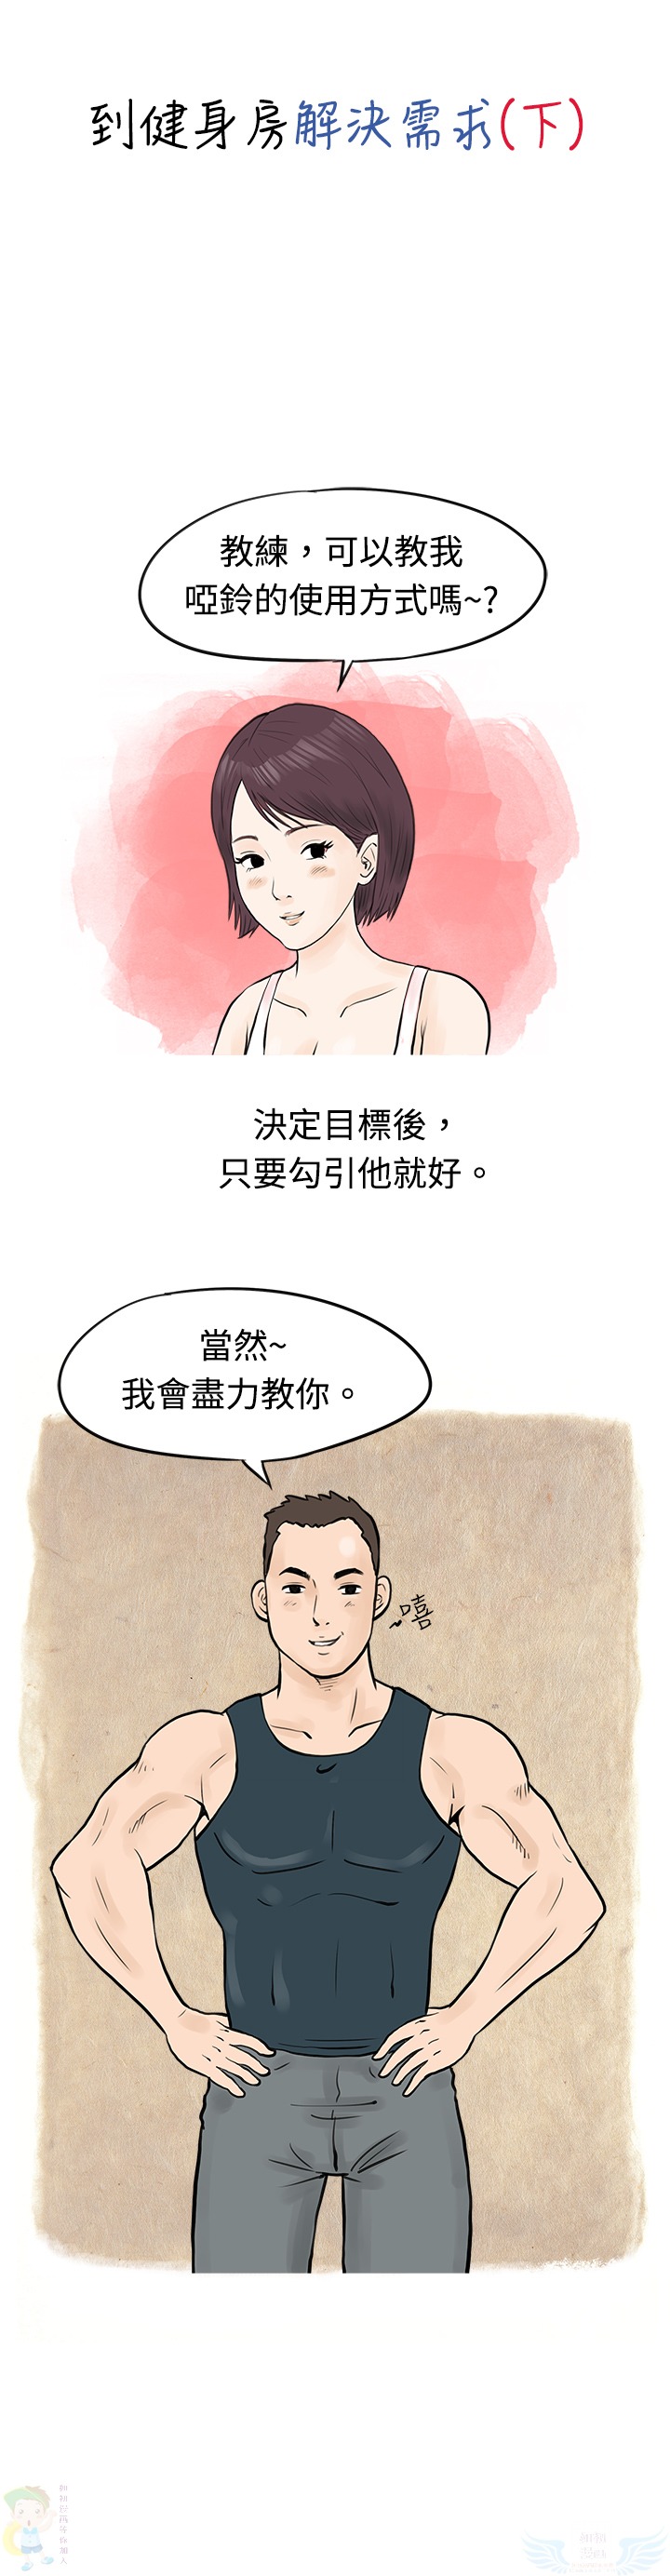 到健身房解決需求(下)
教練，可以教我
啞鈴的使用方式嗎~?
決定目標後，
只要勾引他就好。
當然~
我會盡力教你。
嘻